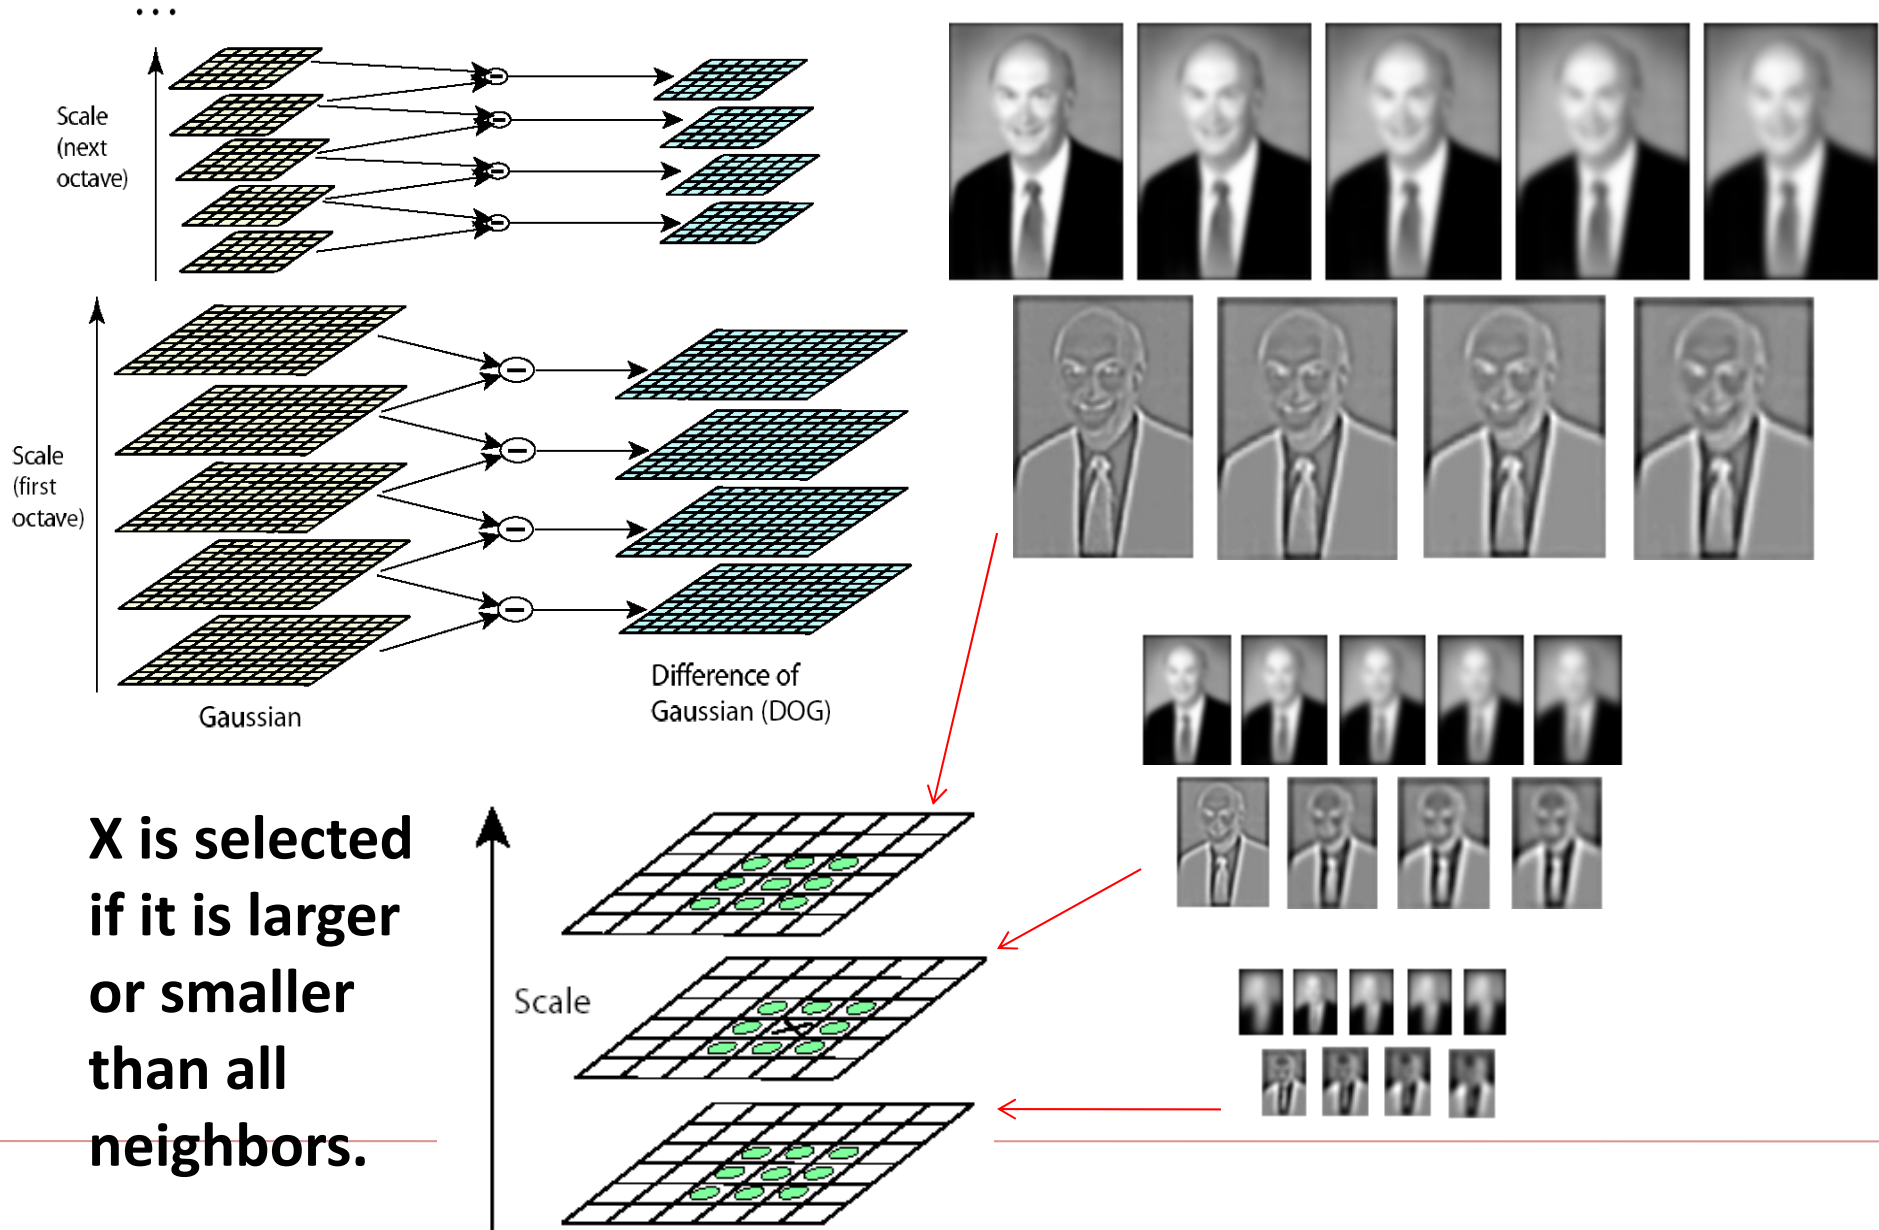 ...
Scale
(next
octave)
Scale
(first
octave)
Gaussian
Difference of
Gaussian (DOG)
X is selected
if it is larger
or smaller
than all
neighbors.
Scale